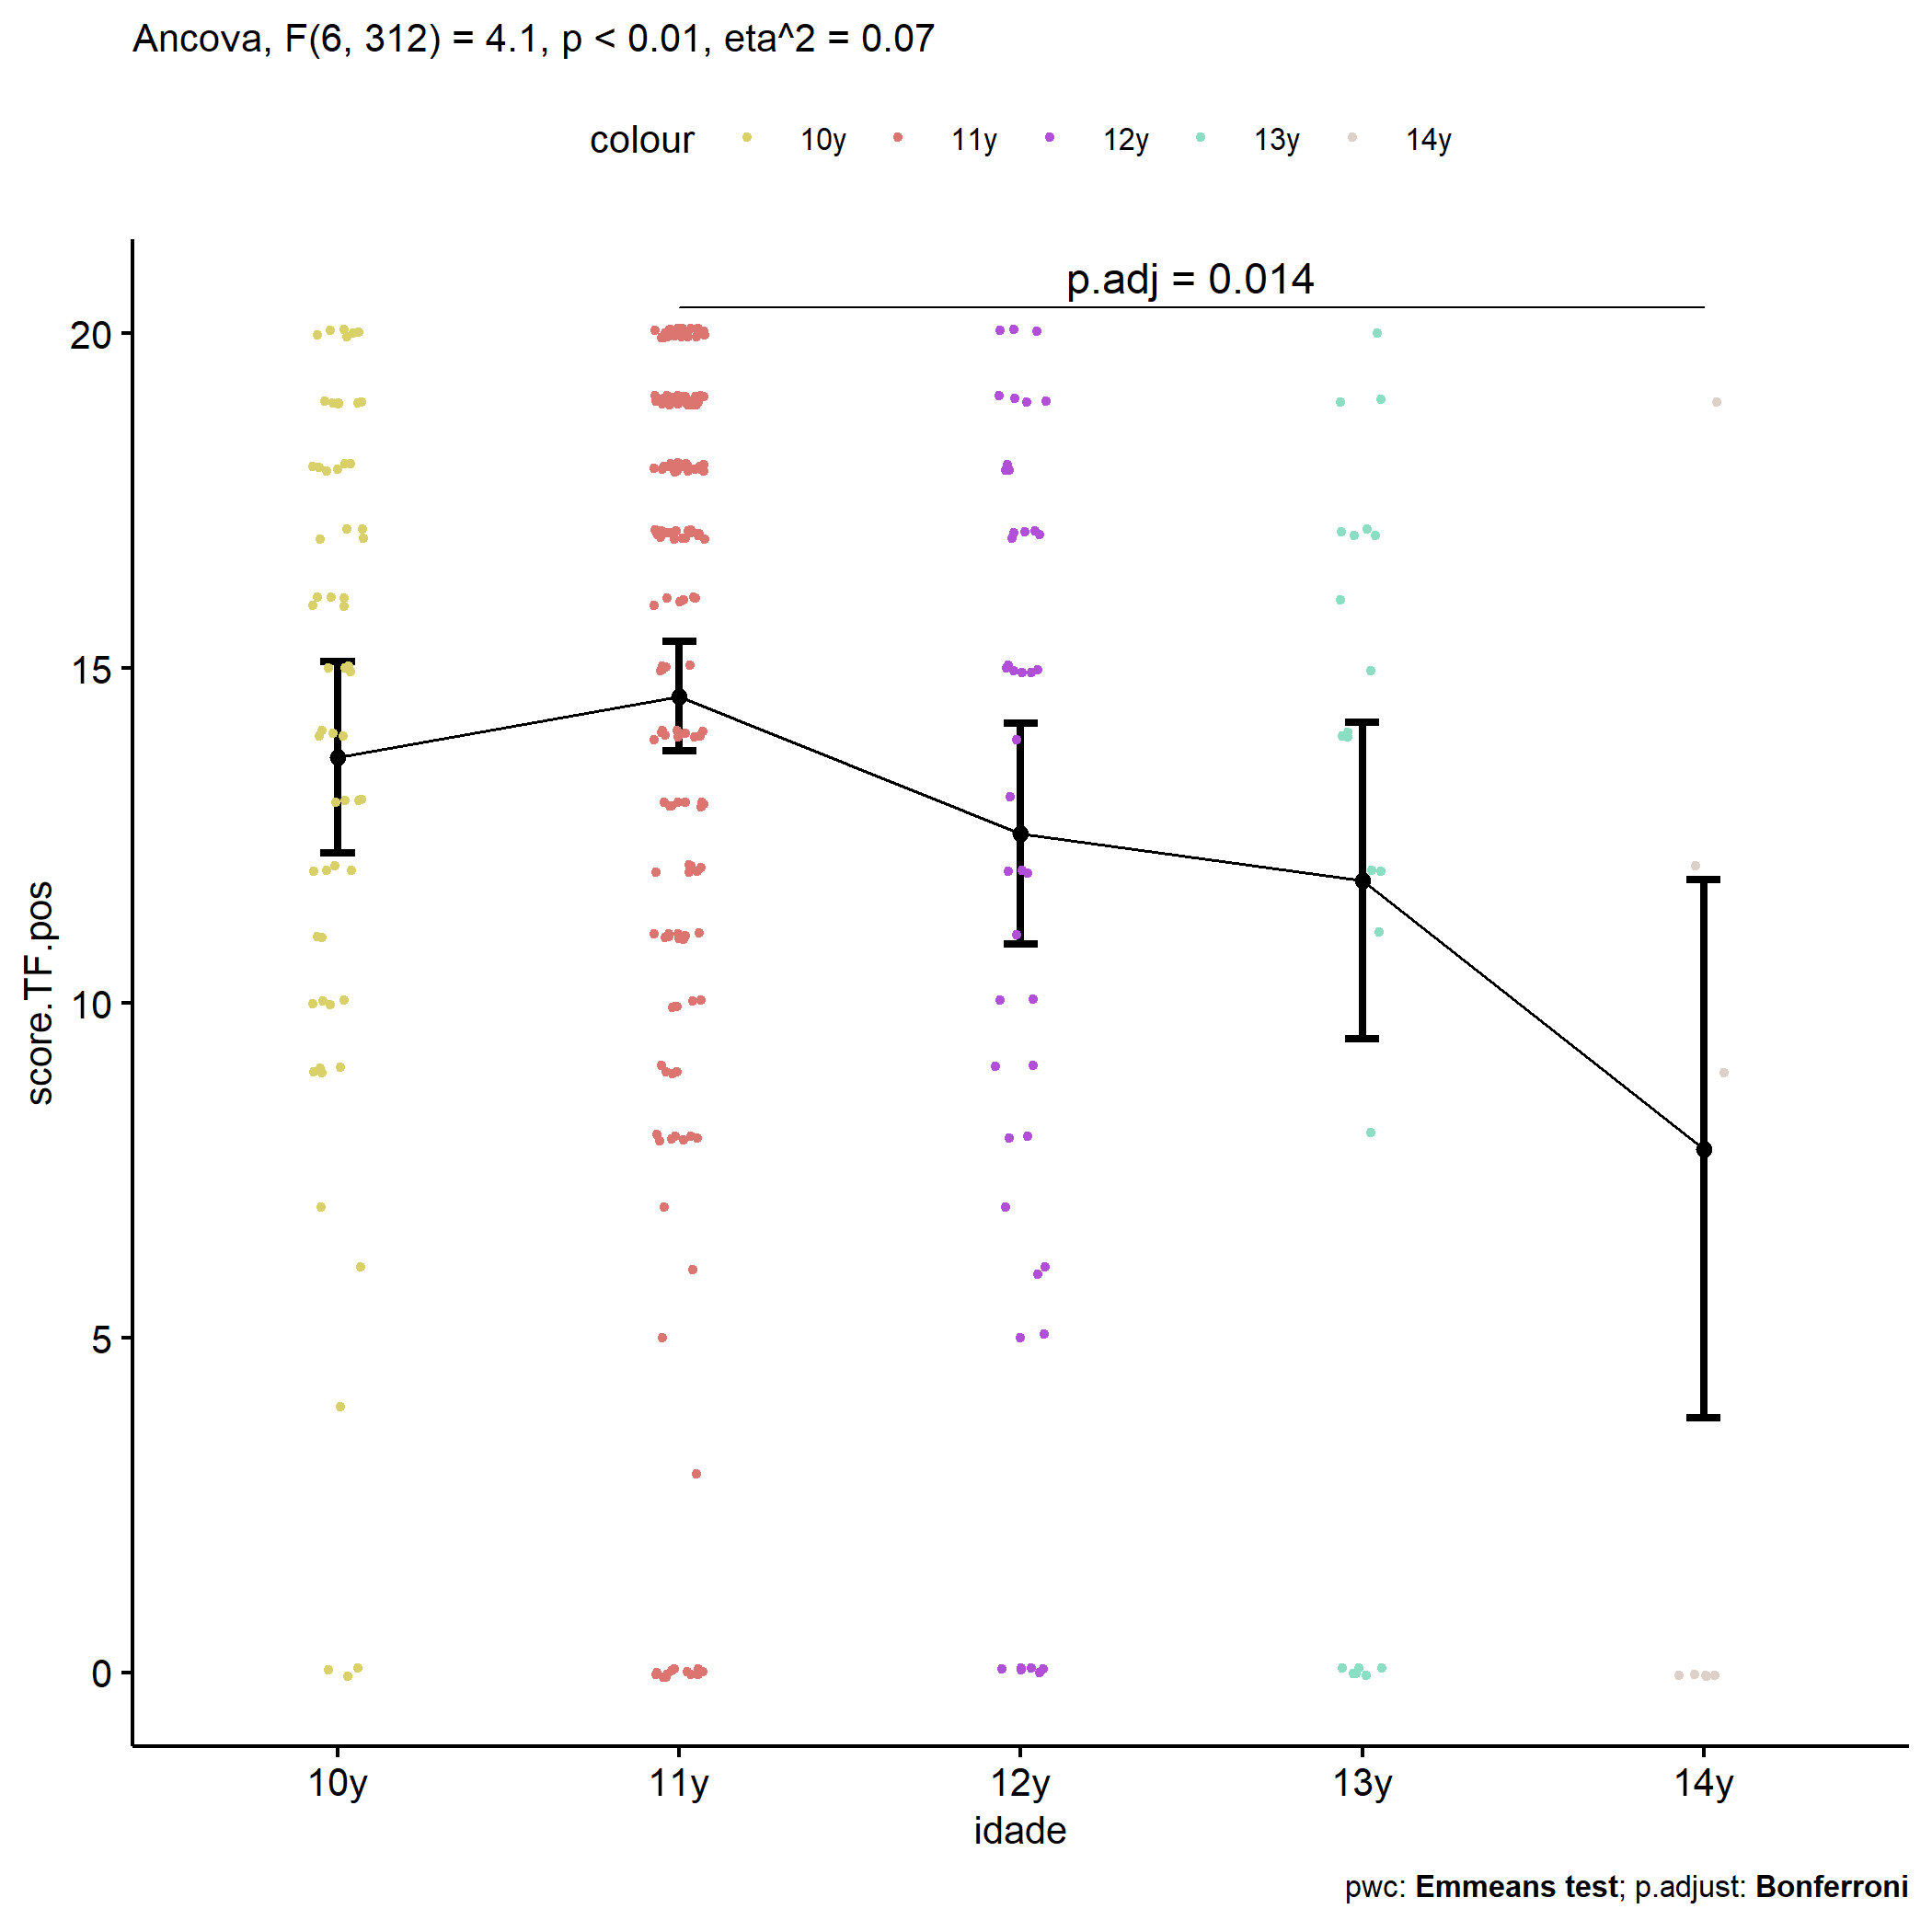 Ancova, F(6, 312) = 4.1, p < 0.01, eta^2 = 0.07
colour 10y 11y 12y 13y 14y
p.adj = 0.014
20
15
10
5
0
score.TF.pos
10y 11y 12y 13y 14y
idade
pwc: Emmeans test; p.adjust: Bonferroni